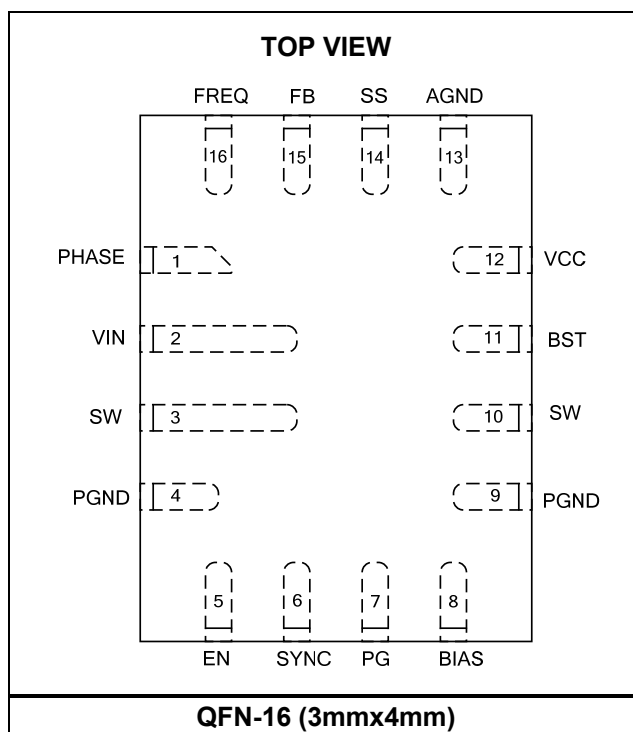 TOP VIEW
FREQ FB SS AGND
16 15 14 13
PHASE 1 12 VCC
VIN 2 11 BST
SW 3 10 SW
PGND 4 9 PGND
5 6 7 8
EN SYNC PG BIAS
QFN-16 (3mmx4mm)